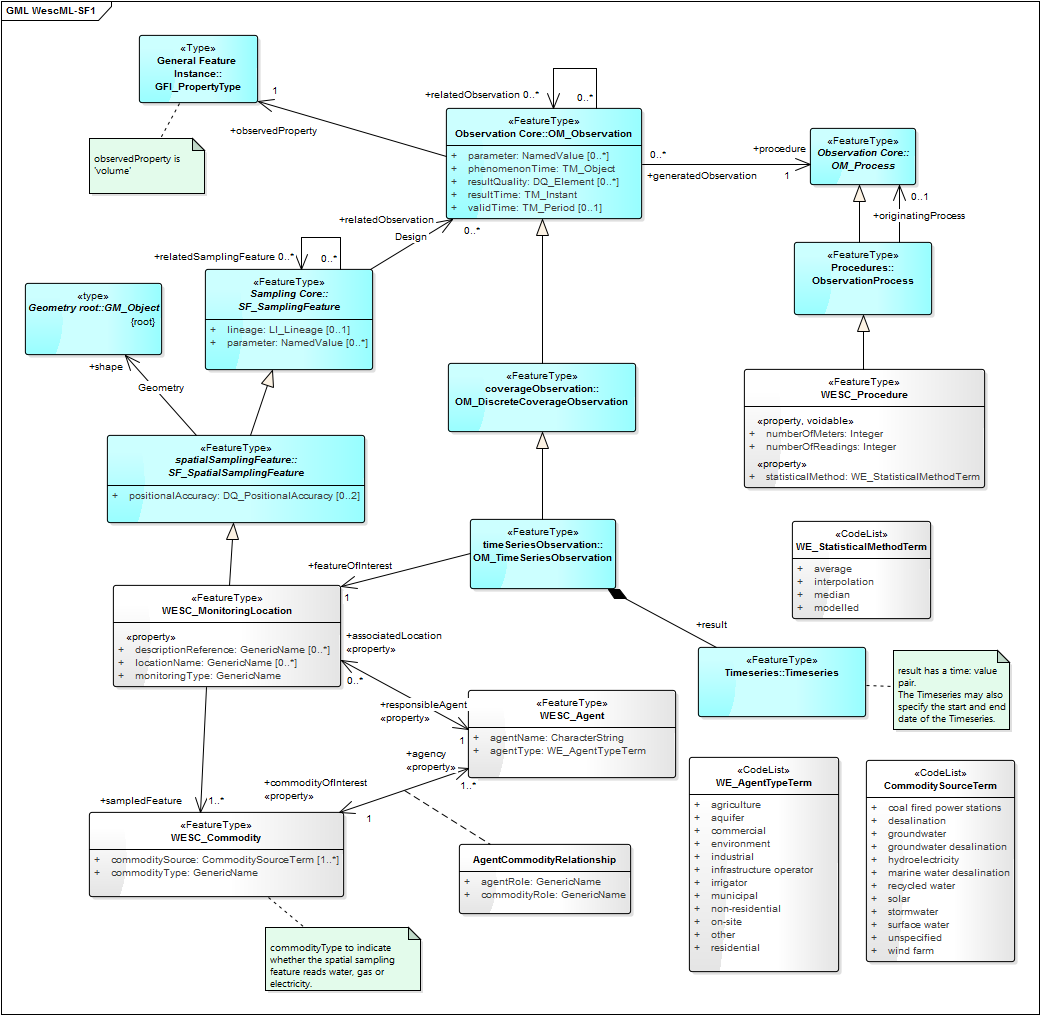 GML WescML-SF1
«Type»
General Feature
Instance::
GFI_PropertyType
1
+observedProperty
observedProperty is
'volume'
+relatedObservation 0..*
0..*
«FeatureType»
Observation Core::OM_Observation
+ parameter: NamedValue [0..*]
+ phenomenonTime: TM_Object
+ resultQuality: DQ_Element [0..*]
+ resultTime: TM_Instant
+ validTime: TM_Period [0..1]
0..*
+procedure
+generatedObservation
1
«FeatureType»
Observation Core::
OM_Process
0..1
+originatingProcess
«FeatureType»
Procedures::
ObservationProcess
+relatedObservation
Design
0..*
+relatedSamplingFeature 0..*
0..*
«FeatureType»
Sampling Core::
SF_SamplingFeature
+ lineage: LI_Lineage [0..1]
+ parameter: NamedValue [0..*]
«type»
Geometry root::GM_Object
{root}
+shape
Geometry
«FeatureType»
coverageObservation::
OM_DiscreteCoverageObservation
«FeatureType»
WESC_Procedure
«property, voidable»
+ numberOfMeters: Integer
+ numberOfReadings: Integer
«property»
+ statisticalMethod: WE_StatisticalMethodTerm
«FeatureType»
spatialSamplingFeature::
SF_SpatialSamplingFeature
+ positionalAccuracy: DQ_PositionalAccuracy [0..2]
«FeatureType»
timeSeriesObservation::
OM_TimeSeriesObservation
«CodeList»
WE_StatisticalMethodTerm
+ average
+ interpolation
+ median
+ modelled
+featureOfInterest
1
«FeatureType»
WESC_MonitoringLocation
«property»
+ descriptionReference: GenericName [0..*]
+ locationName: GenericName [0..*]
+ monitoringType: GenericName
+result
«FeatureType»
Timeseries::Timeseries
result has a time: value
pair.
The Timeseries may also
specify the start and end
date of the Timeseries.
+associatedLocation
«property»
0..*
+responsibleAgent
«property»
1
«FeatureType»
WESC_Agent
+ agentName: CharacterString
+ agentType: WE_AgentTypeTerm
+agency
«property»
1..*
+commodityOfInterest
«property»
1
+sampledFeature
1..*
«FeatureType»
WESC_Commodity
+ commoditySource: CommoditySourceTerm [1..*]
+ commodityType: GenericName
AgentCommodityRelationship
+ agentRole: GenericName
+ commodityRole: GenericName
commodityType to indicate
whether the spatial sampling
feature reads water, gas or
electricity.
«CodeList»
WE_AgentTypeTerm
+ agriculture
+ aquifer
+ commercial
+ environment
+ industrial
+ infrastructure operator
+ irrigator
+ municipal
+ non-residential
+ on-site
+ other
+ residential
«CodeList»
CommoditySourceTerm
+ coal fired power stations
+ desalination
+ groundwater
+ groundwater desalination
+ hydroelectricity
+ marine water desalination
+ recycled water
+ solar
+ stormwater
+ surface water
+ unspecified
+ wind farm